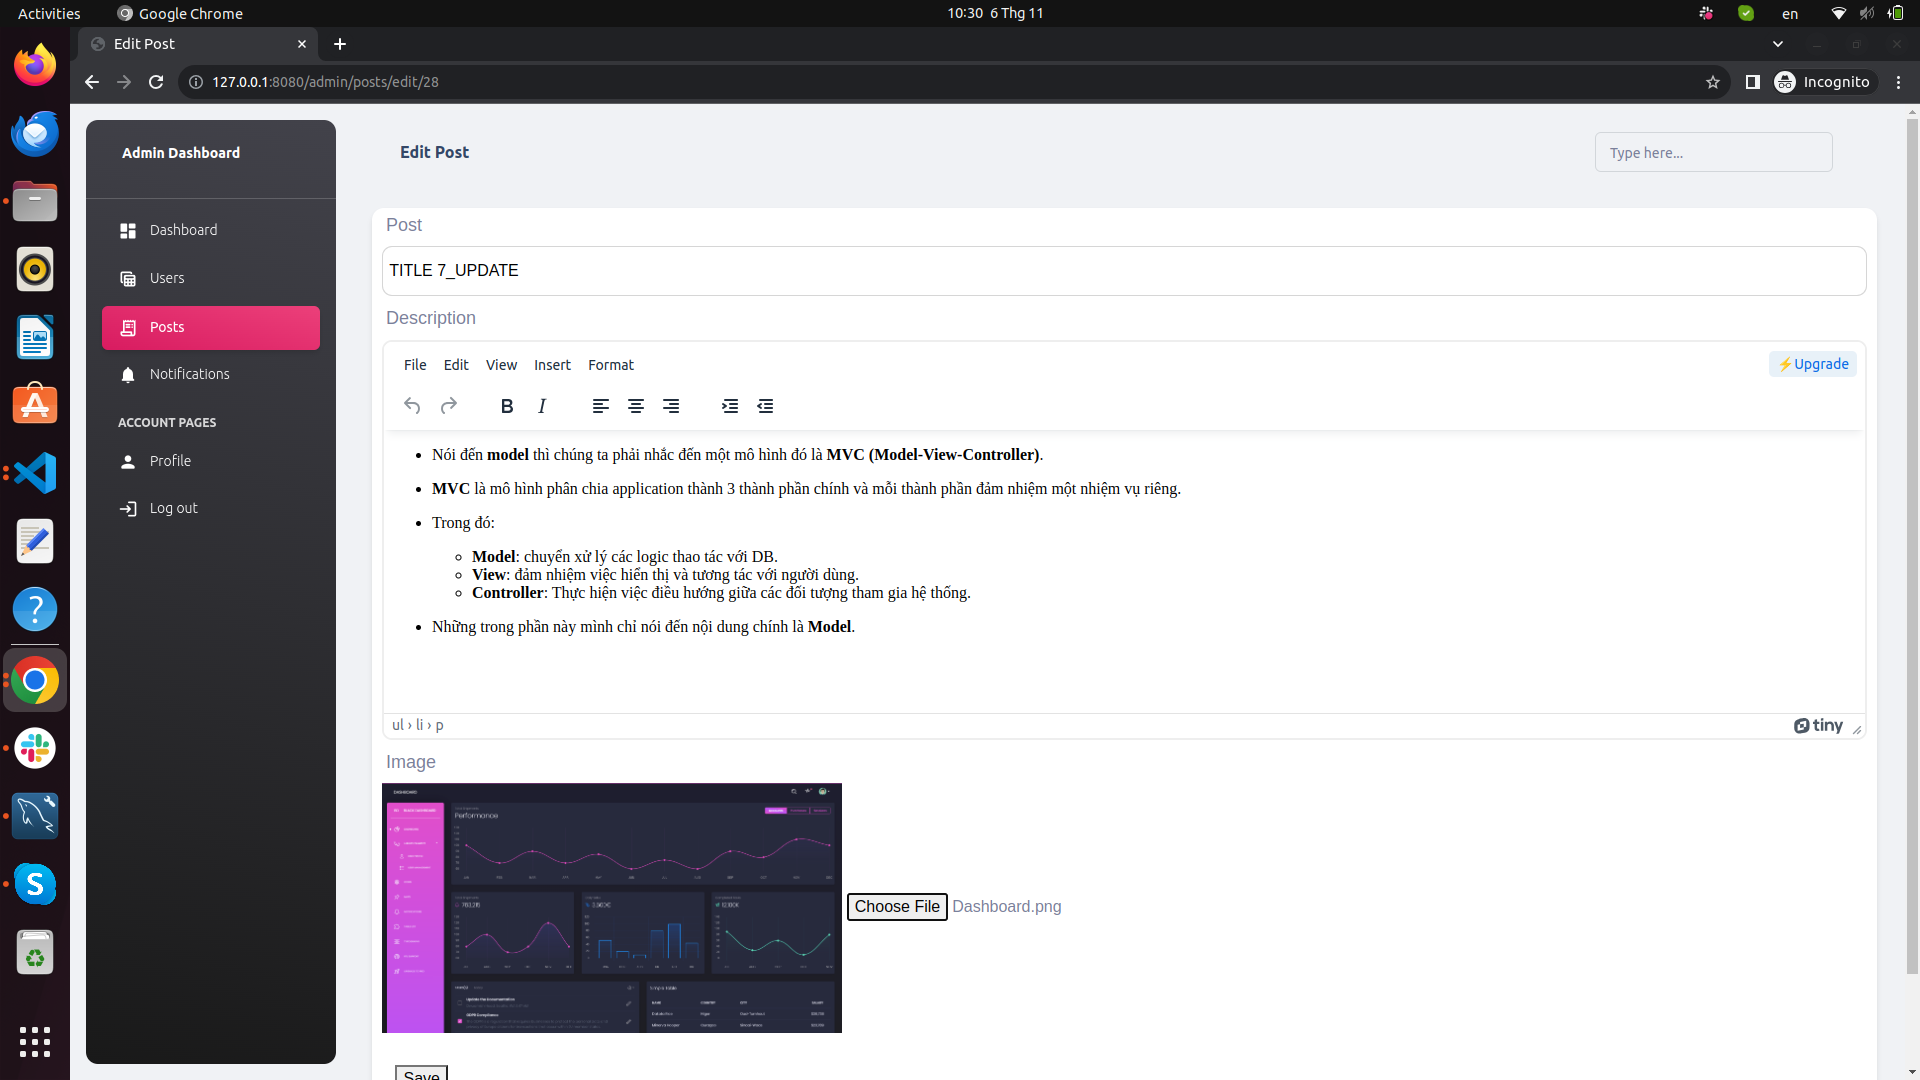 Activities
Google Chrome
10:30 6 Thg 11
en
Edit Post
127.0.0.1:8080/admin/posts/edit/28
Incognito
Admin Dashboard
Dashboard
Users
Posts
Notifications
ACCOUNT PAGES
Profile
Log out
Edit Post
Type here...
Post
TITLE 7_UPDATE
Description
File Edit View Insert Format
⚡Upgrade
B I
• Nói đến model thì chúng ta phải nhắc đến một mô hình đó là MVC (Model-View-Controller).
• MVC là mô hình phân chia application thành 3 thành phần chính và mỗi thành phần đảm nhiệm một nhiệm vụ riêng.
• Trong đó:
◦ Model: chuyển xử lý các logic thao tác với DB.
◦ View: đảm nhiệm việc hiển thị và tương tác với người dùng.
◦ Controller: Thực hiện việc điều hướng giữa các đối tượng tham gia hệ thống.
• Những trong phần này mình chỉ nói đến nội dung chính là Model.
ul › li › p
tiny
Image
DASHBOARD
Performance
Choose File Dashboard.png
Save